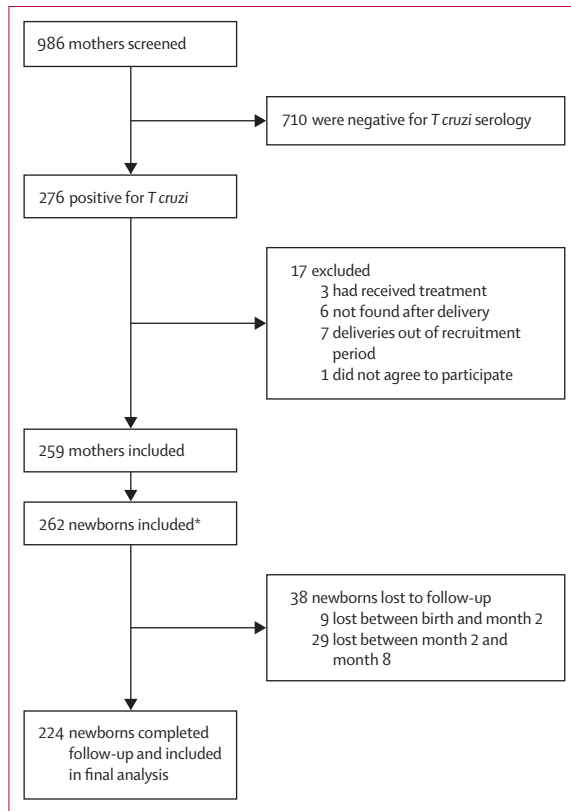 986 mothers screened
710 were negative for T cruzi serology
276 positive for T cruzi
17 excluded
3 had received treatment
6 not found after delivery
7 deliveries out of recruitment
period
1 did not agree to participate
259 mothers included
262 newborns included*
38 newborns lost to follow-up
9 lost between birth and month 2
29 lost between month 2 and
month 8
224 newborns completed
follow-up and included
in final analysis